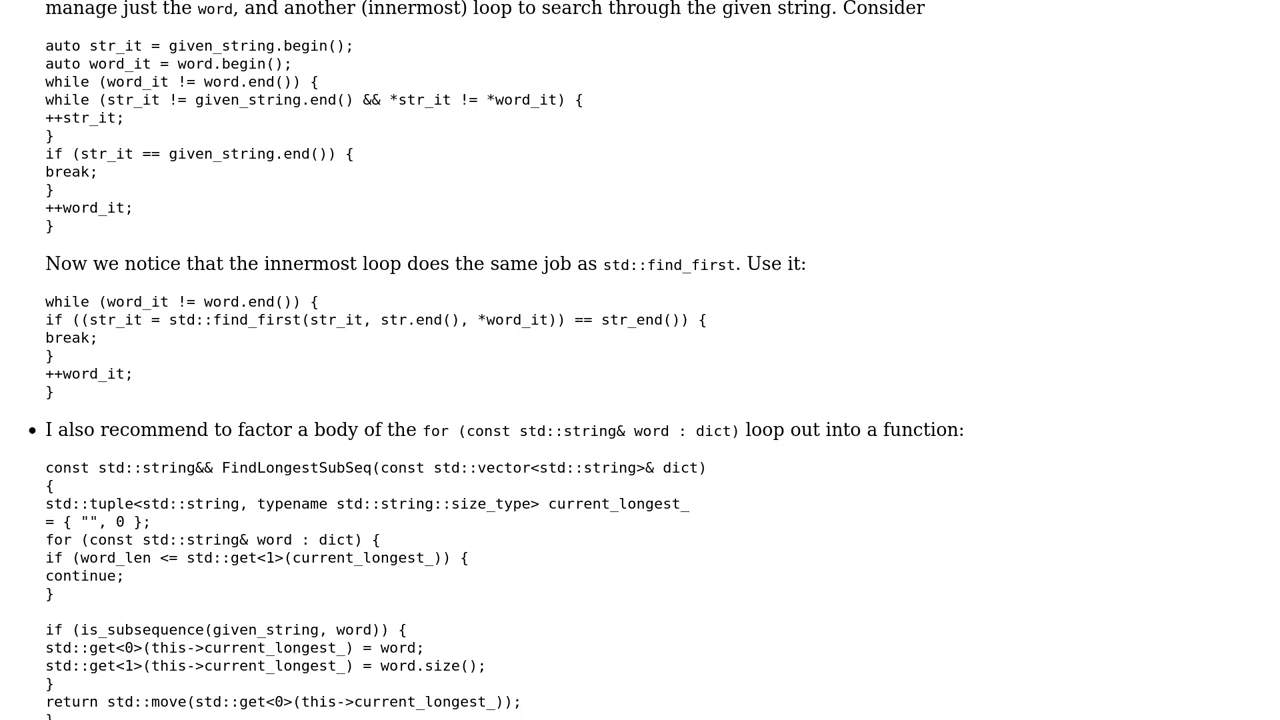 manage just the word, and another (innermost) loop to search through the given string. Consider
auto str_it = given_string.begin();
auto word_it = word.begin();
while (word_it != word.end()) {
while (str_it != given_string.end() && *str_it != *word_it) {
++str_it;
}
if (str_it == given_string.end()) {
break;
}
++word_it;
}
Now we notice that the innermost loop does the same job as std::find_first. Use it:
while (word_it != word.end()) {
if ((str_it = std::find_first(str_it, str.end(), *word_it)) == str_end()) {
break;
}
++word_it;
}
• I also recommend to factor a body of the for (const std::string& word : dict) loop out into a function:
const std::string&& FindLongestSubSeq(const std::vector<std::string>& dict)
{
std::tuple<std::string, typename std::string::size_type> current_longest_
= { "", 0 };
for (const std::string& word : dict) {
if (word_len <= std::get<1>(current_longest_)) {
continue;
}
if (is_subsequence(given_string, word)) {
std::get<0>(this->current_longest_) = word;
std::get<1>(this->current_longest_) = word.size();
}
return std::move(std::get<0>(this->current_longest_));
}